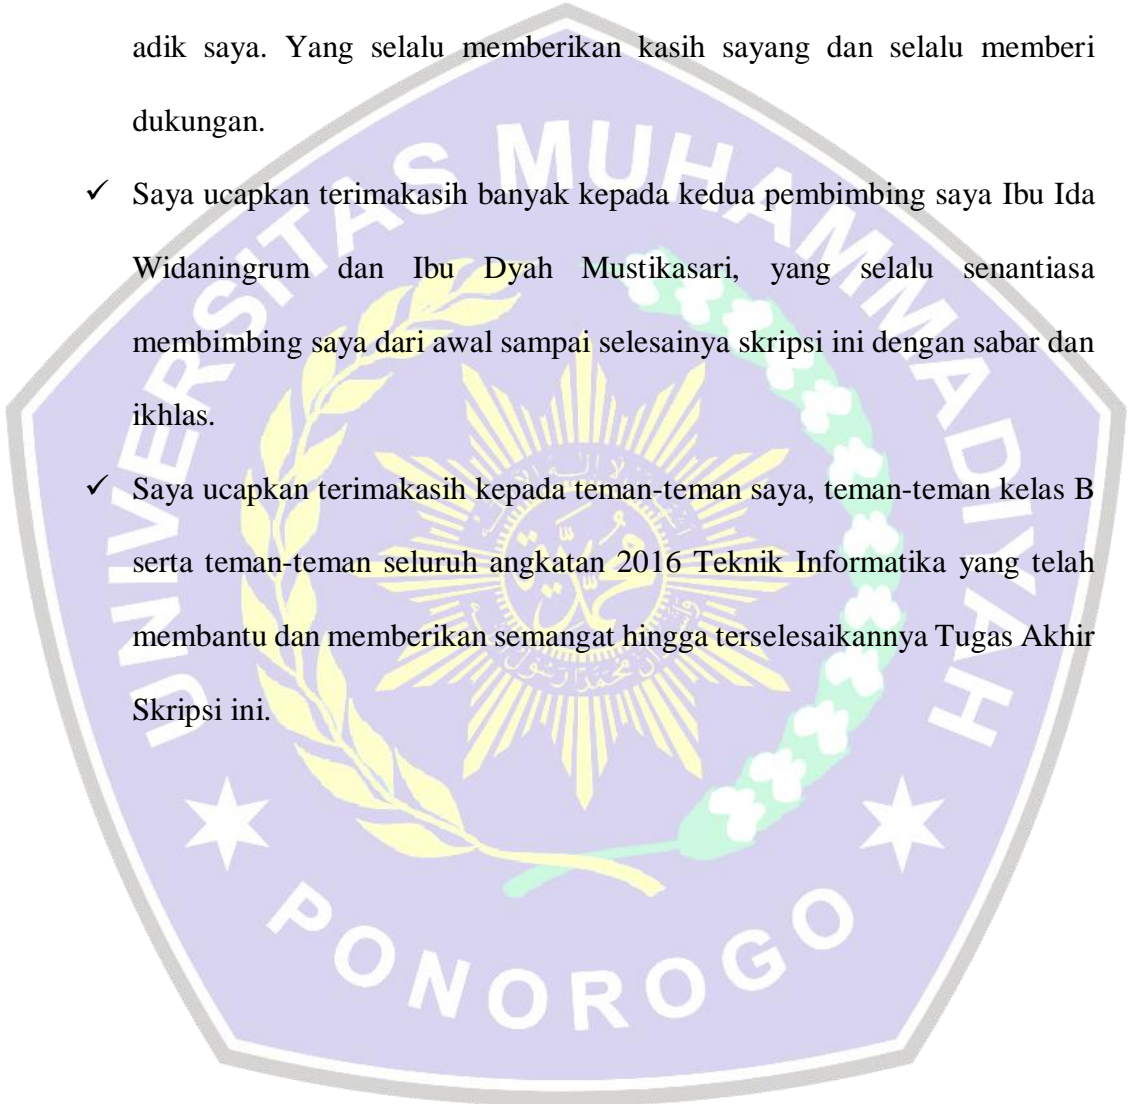 adik saya. Yang selalu memberikan kasih sayang dan selalu memberi
dukungan.
✓ Saya ucapkan terimakasih banyak kepada kedua pembimbing saya Ibu Ida
Widaningrum dan Ibu Dyah Mustikasari, yang selalu senantiasa
membimbing saya dari awal sampai selesainya skripsi ini dengan sabar dan
ikhlas.
✓ Saya ucapkan terimakasih kepada teman-teman saya, teman-teman kelas B
serta teman-teman seluruh angkatan 2016 Teknik Informatika yang telah
membantu dan memberikan semangat hingga terselesaikannya Tugas Akhir
Skripsi ini.
UNIVERSITAS MUHAMMADIYAH
PONOROGO